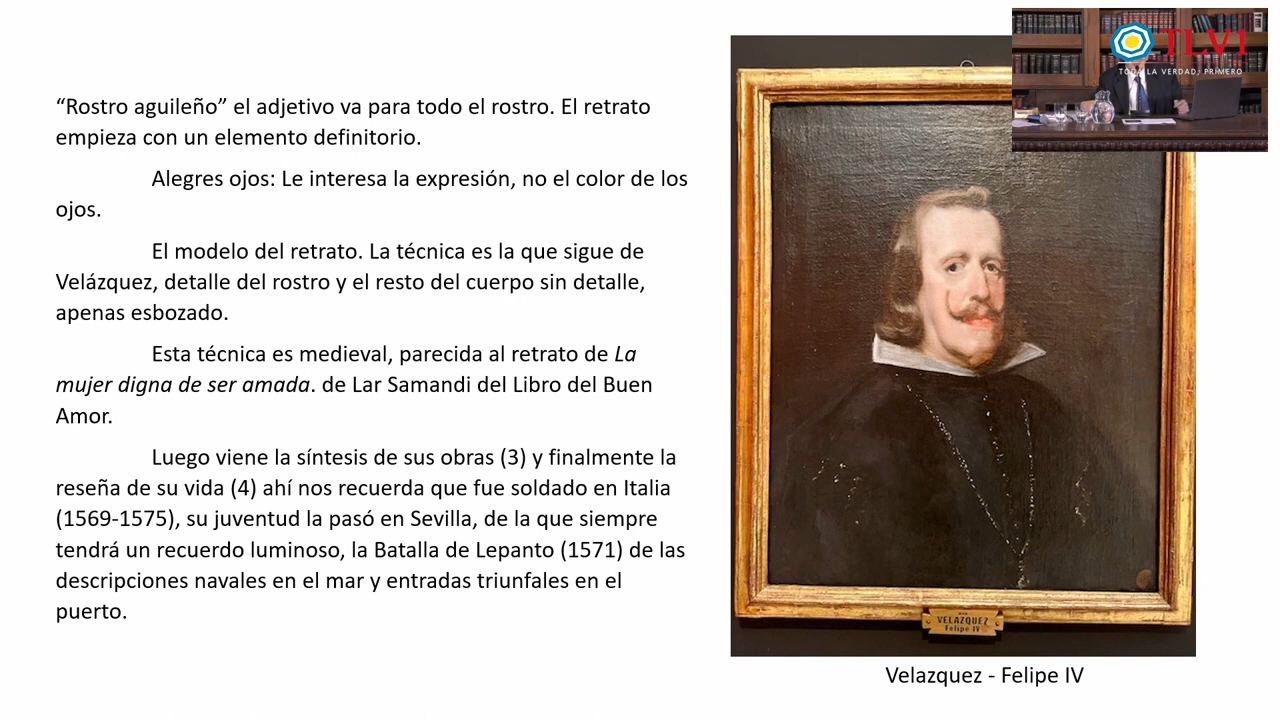 “Rostro aguileño” el adjetivo va para todo el rostro. El retrato
empieza con un elemento definitorio.
Alegres ojos: Le interesa la expresión, no el color de los
ojos.
El modelo del retrato. La técnica es la que sigue de
Velázquez, detalle del rostro y el resto del cuerpo sin detalle,
apenas esbozado.
Esta técnica es medieval, parecida al retrato de La
mujer digna de ser amada. de Lar Samandi del Libro del Buen
Amor.
Luego viene la síntesis de sus obras (3) y finalmente la
reseña de su vida (4) ahí nos recuerda que fue soldado en Italia
(1569-1575), su juventud la pasó en Sevilla, de la que siempre
tendrá un recuerdo luminoso, la Batalla de Lepanto (1571) de las
descripciones navales en el mar y entradas triunfales en el
puerto.
TLV1
TODA LA VERDAD, PRIMERO
VELAZQUEZ
Felipe IV
Velazquez - Felipe IV